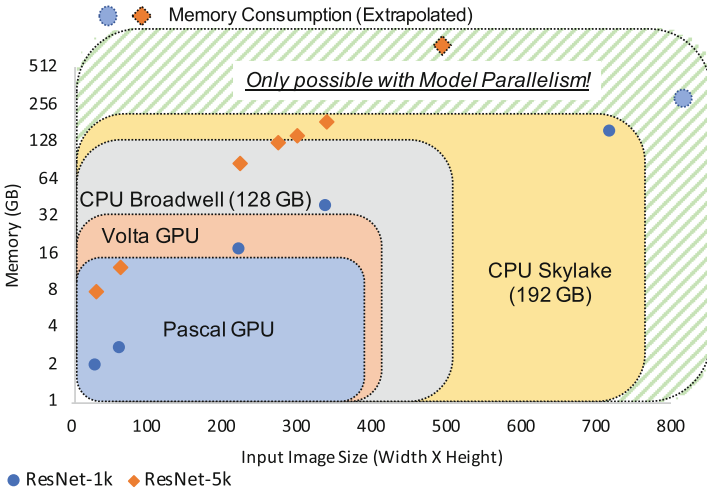 Memory Consumption (Extrapolated)
512
256
128
64
32
16
8
4
2
1
Memory (GB)
Only possible with Model Parallelism!
CPU Broadwell (128 GB)
Volta GPU
Pascal GPU
CPU Skylake
(192 GB)
0 100 200 300 400 500 600 700 800
Input Image Size (Width X Height)
ResNet-1k ResNet-5k